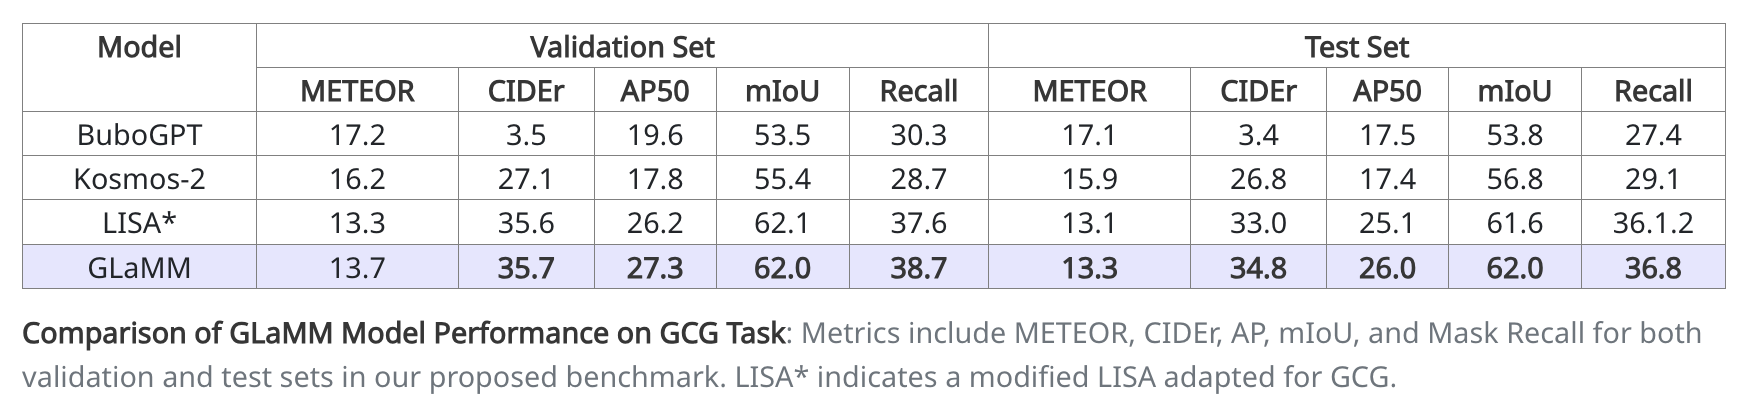 Model Validation Set Test Set
METEOR CIDEr AP50 mIoU Recall METEOR CIDEr AP50 mIoU Recall
BuboGPT 17.2 3.5 19.6 53.5 30.3 17.1 3.4 17.5 53.8 27.4
Kosmos-2 16.2 27.1 17.8 55.4 28.7 15.9 26.8 17.4 56.8 29.1
LISA* 13.3 35.6 26.2 62.1 37.6 13.1 33.0 25.1 61.6 36.1.2
GLaMM 13.7 35.7 27.3 62.0 38.7 13.3 34.8 26.0 62.0 36.8
Comparison of GLaMM Model Performance on GCG Task: Metrics include METEOR, CIDEr, AP, mIoU, and Mask Recall for both
validation and test sets in our proposed benchmark. LISA* indicates a modified LISA adapted for GCG.